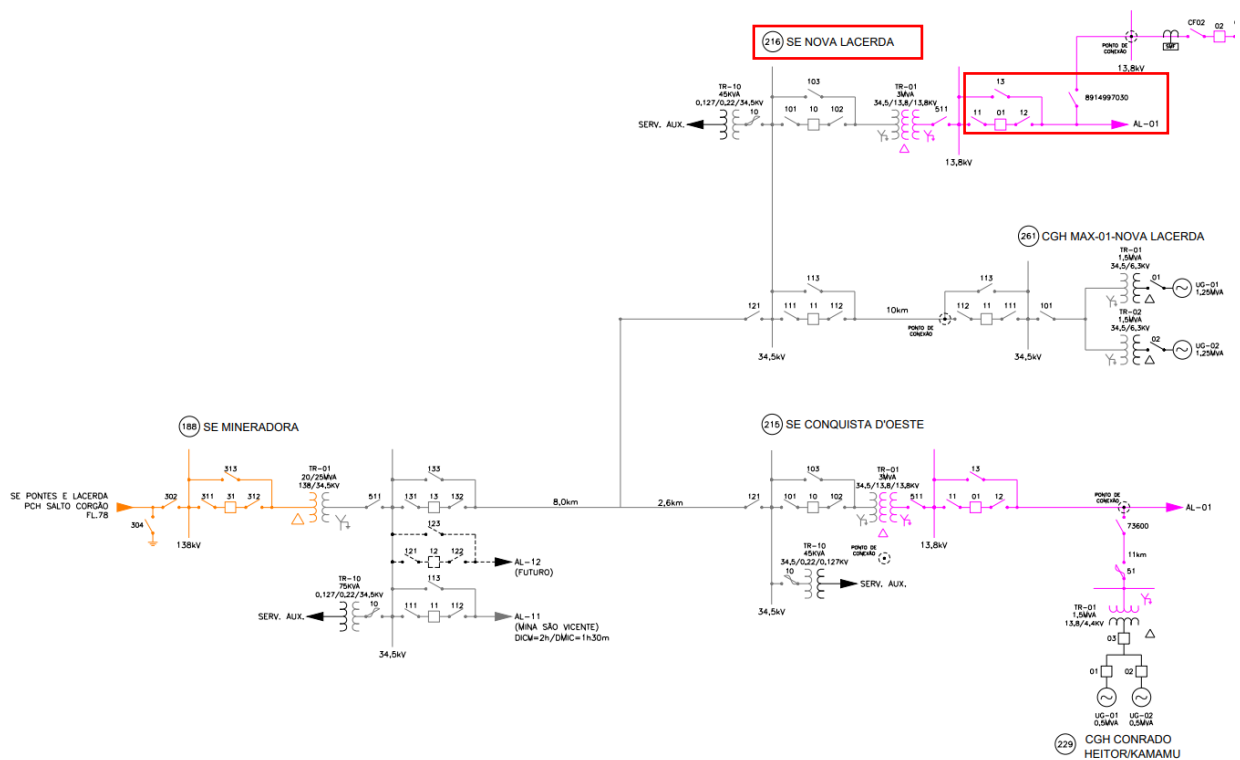 216 SE NOVA LACERDA
PONTO DE
CONEXÃO
13,8kV
SMF
CF02
02
TR-10
45KVA
0,127/0,22/34,5KV
10
SERV. AUX.
103
101
10
102
TR-01
3MVA
34,5/13,8/13,8KV
511
13,8kV
13
11
01
12
8914997030
AL-01
261 CGH MAX-01-NOVA LACERDA
121
113
111
11
112
34,5kV
10km
PONTO DE
CONEXÃO
113
112
11
111
34,5kV
101
TR-01
1,5MVA
34,5/6,3KV
01
UG-01
1,25MVA
TR-02
1,5MVA
34,5/6,3KV
02
UG-02
1,25MVA
188 SE MINERADORA
SE PONTES E LACERDA
PCH SALTO CORGÃO
FL.78
302
304
138kV
313
311
31
312
TR-01
20/25MVA
138/34,5KV
511
133
131
13
132
123
121
12
122
AL-12
(FUTURO)
TR-10
75KVA
0,127/0,22/34,5KV
10
SERV. AUX.
113
111
11
112
AL-11
(MINA SÃO VICENTE)
DICM=2h/DMIC=1h30m
34,5kV
8,0km
2,6km
215 SE CONQUISTA D'OESTE
121
103
101
10
102
TR-01
3MVA
34,5/13,8/13,8KV
511
13,8kV
13
11
01
12
PONTO DE
CONEXÃO
AL-01
TR-10
45KVA
34,5/0,22/0,127KV
10
SERV. AUX.
34,5kV
PONTO DE
CONEXÃO
73600
11km
51
TR-01
1,5MVA
13,8/4,4KV
03
01
02
UG-01
0,5MVA
UG-02
0,5MVA
229 CGH CONRADO
HEITOR/KAMAMU